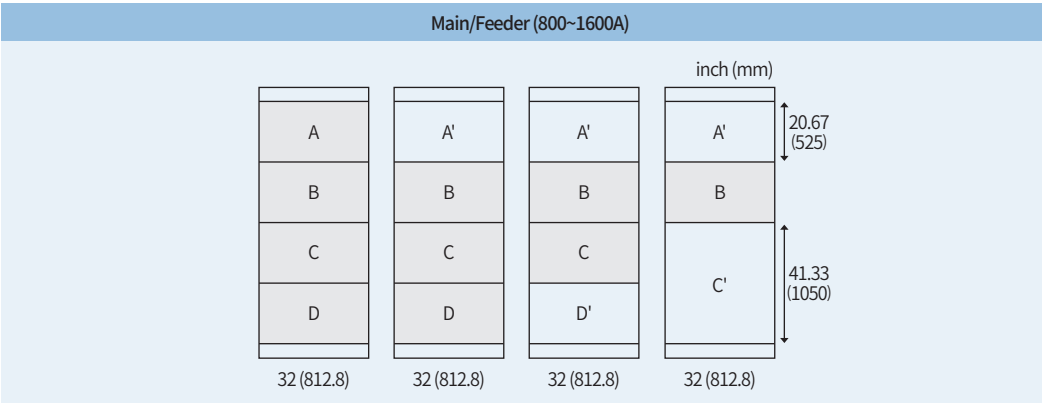 Main/Feeder (800~1600A)
inch (mm)
A A' A' A'
20.67
(525)
B B B B
C C C
C'
41.33
(1050)
D D D'
32 (812.8) 32 (812.8) 32 (812.8) 32 (812.8)